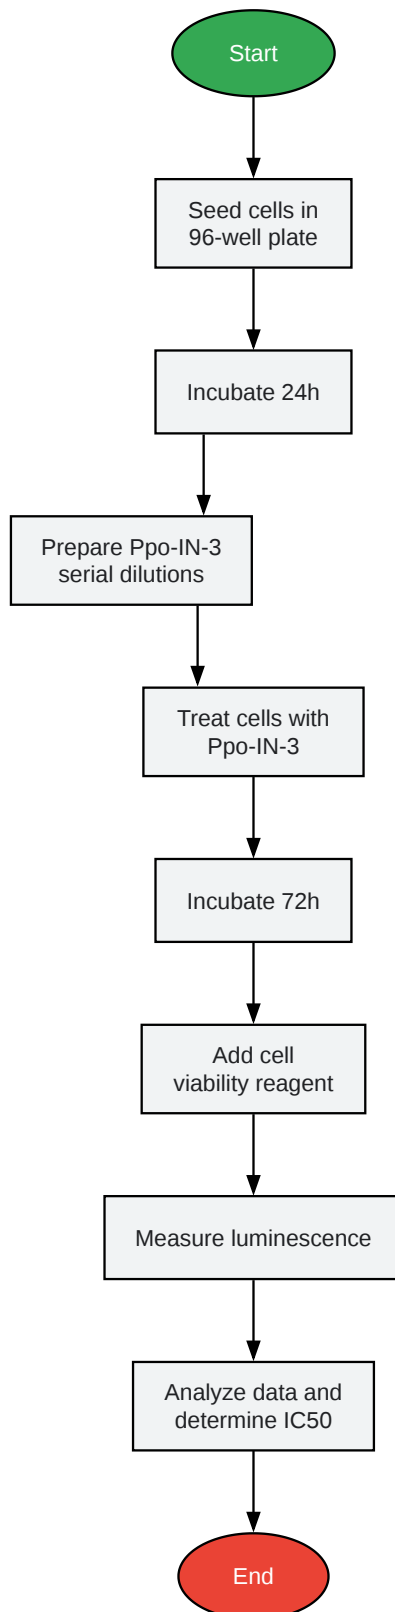 Start
Seed cells in
96-well plate
Incubate 24h
Prepare Ppo-IN-3
serial dilutions
Treat cells with
Ppo-IN-3
Incubate 72h
Add cell
viability reagent
Measure luminescence
Analyze data and
determine IC50
End